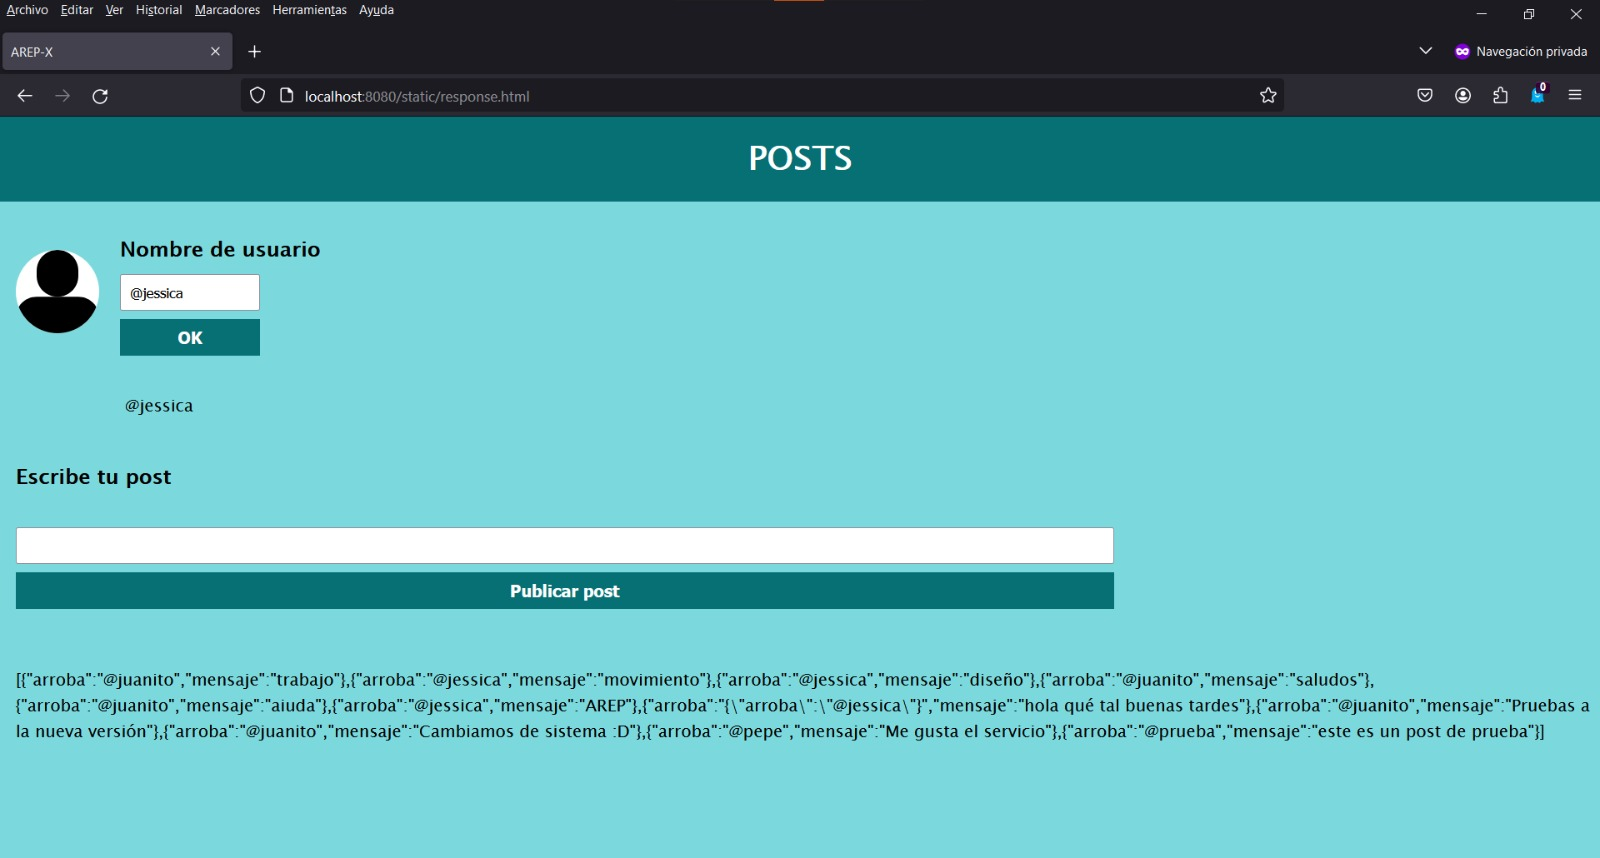 Archivo Editar Ver Historial Marcadores Herramientas Ayuda
AREP-X
Navegación privada
localhost:8080/static/response.html
0
POSTS
Nombre de usuario
@jessica
OK
@jessica
Escribe tu post
Publicar post
[{"arroba":"@juanito","mensaje":"trabajo"},{"arroba":"@jessica","mensaje":"movimiento"},{"arroba":"@jessica","mensaje":"diseño"},{"arroba":"@juanito","mensaje":"saludos"},
{"arroba":"@juanito","mensaje":"aiuda"},{"arroba":"@jessica","mensaje":"AREP"},{"arroba":"{\"arroba\":\"@jessica\"}","mensaje":"hola qué tal buenas tardes"},{"arroba":"@juanito","mensaje":"Pruebas a
la nueva versión"},{"arroba":"@juanito","mensaje":"Cambiamos de sistema :D"},{"arroba":"@pepe","mensaje":"Me gusta el servicio"},{"arroba":"@prueba","mensaje":"este es un post de prueba"}]